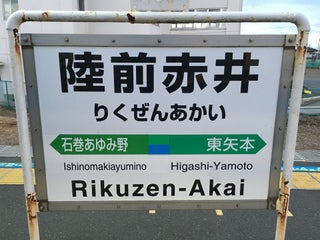 陸前赤井
りくぜんあかい
石巻あゆみ野 東矢本
Ishinomakiayumino Higashi-Yamoto
Rikuzen-Akai